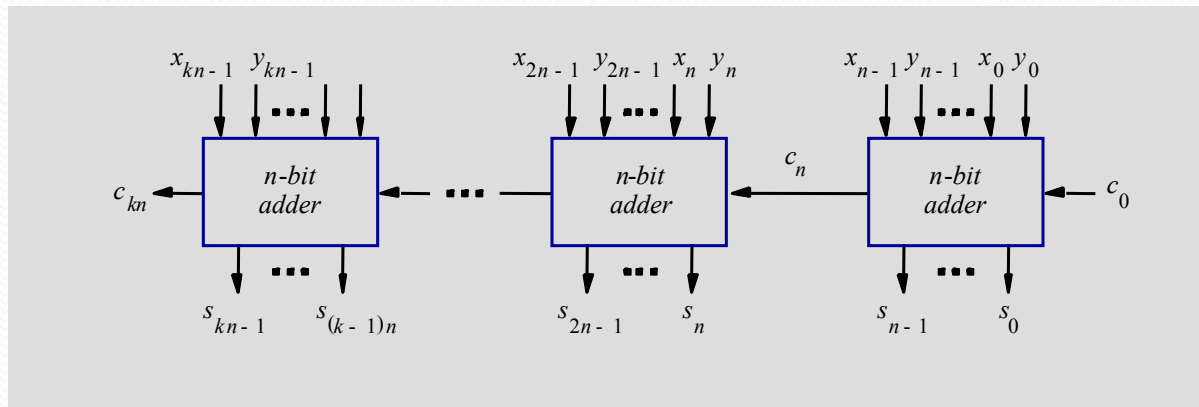 x_{kn-1} y_{kn-1} x_{2n-1} y_{2n-1} x_n y_n x_{n-1} y_{n-1} x_0 y_0
c_n
n-bit n-bit n-bit
c_{kn} adder adder adder c_0
s_{kn-1} s_{(k-1)n} s_{2n-1} s_n s_{n-1} s_0